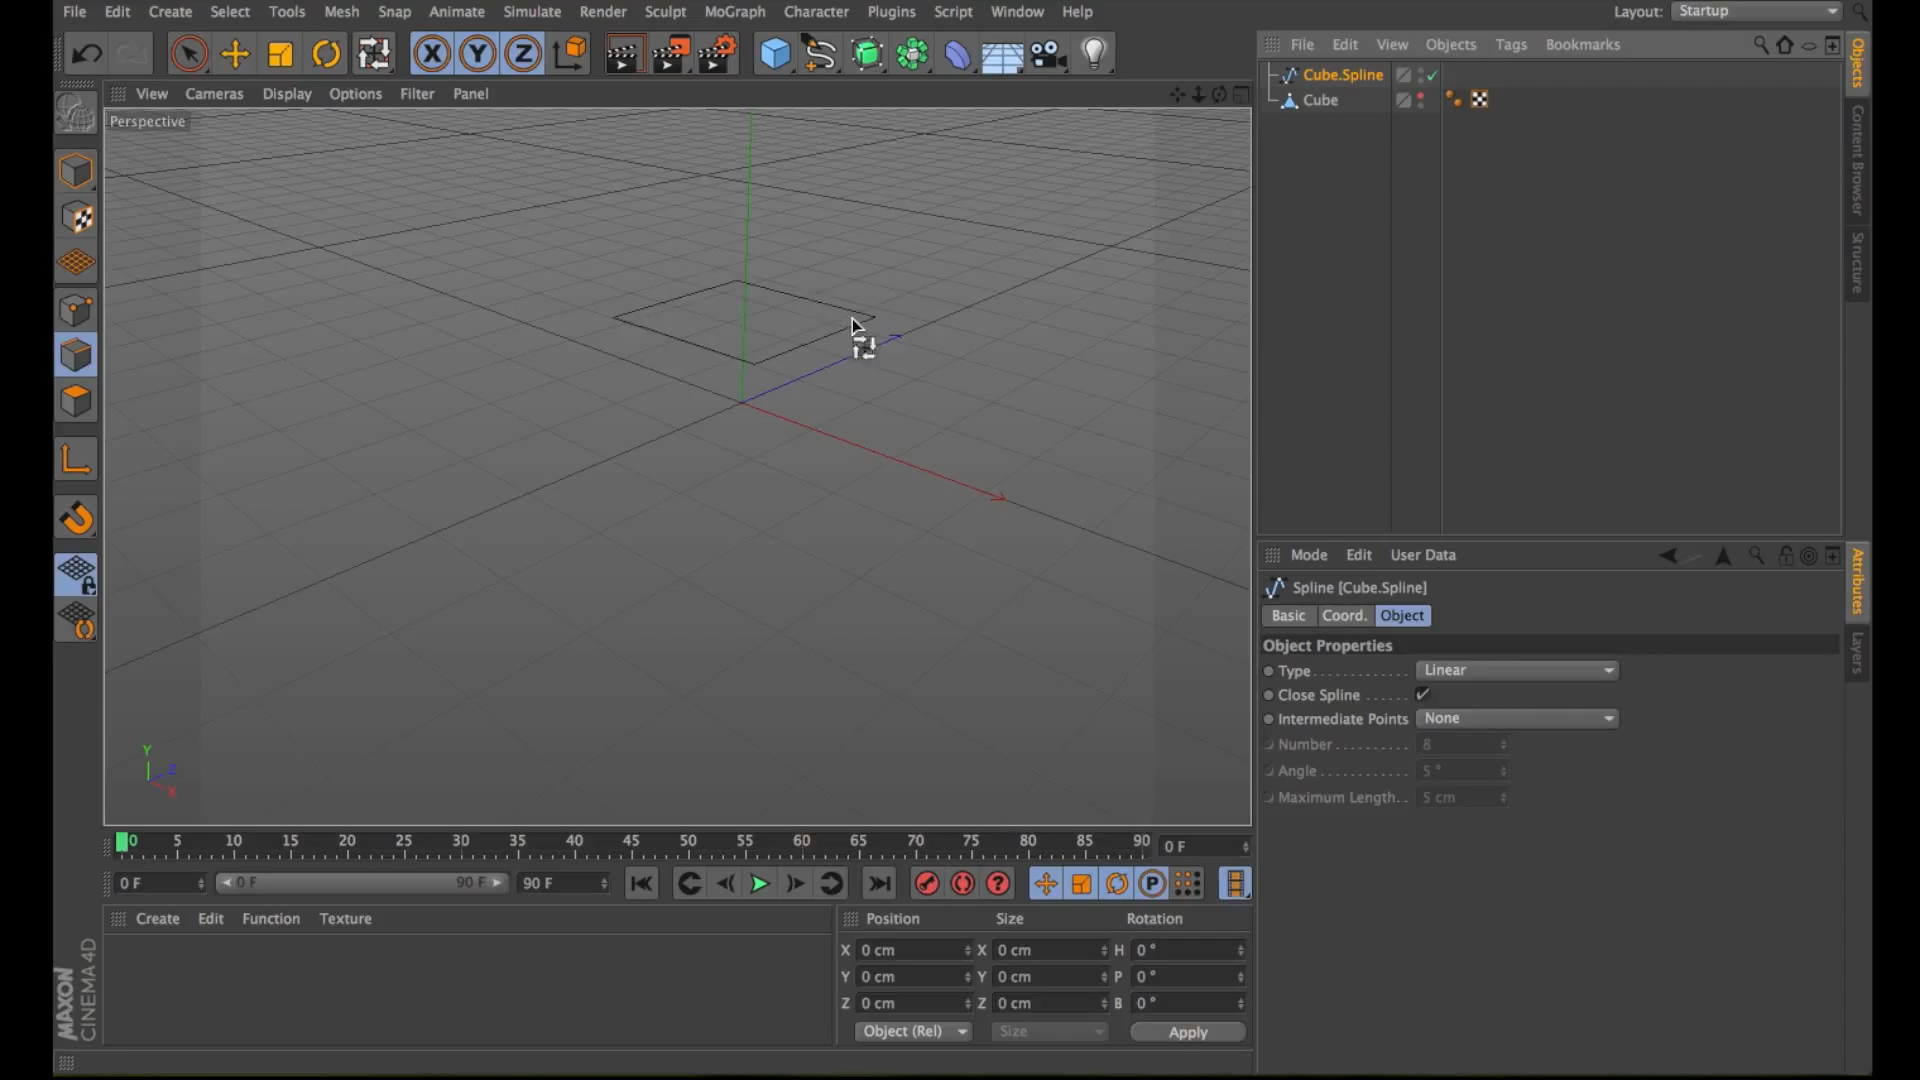 File Edit Create Select Tools Mesh Snap Animate Simulate Render Sculpt MoGraph Character Plugins Script Window Help Layout: Startup
X Y Z
File Edit View Objects Tags Bookmarks
Objects
Content Browser
Structure
Cube.Spline
Cube
View Cameras Display Options Filter Panel
Perspective
Y
Z
X
Mode Edit User Data
Attributes
Layers
Spline [Cube.Spline]
Basic Coord. Object
Object Properties
Type Linear
Close Spline
Intermediate Points None
Number 8
Angle 5 °
Maximum Length 5 cm
0 5 10 15 20 25 30 35 40 45 50 55 60 65 70 75 80 85 90 0 F
0 F 0 F 90 F 90 F ? P
Create Edit Function Texture
Position Size Rotation
X 0 cm X 0 cm H 0 °
Y 0 cm Y 0 cm P 0 °
Z 0 cm Z 0 cm B 0 °
Object (Rel) Size Apply
MAXON
CINEMA 4D